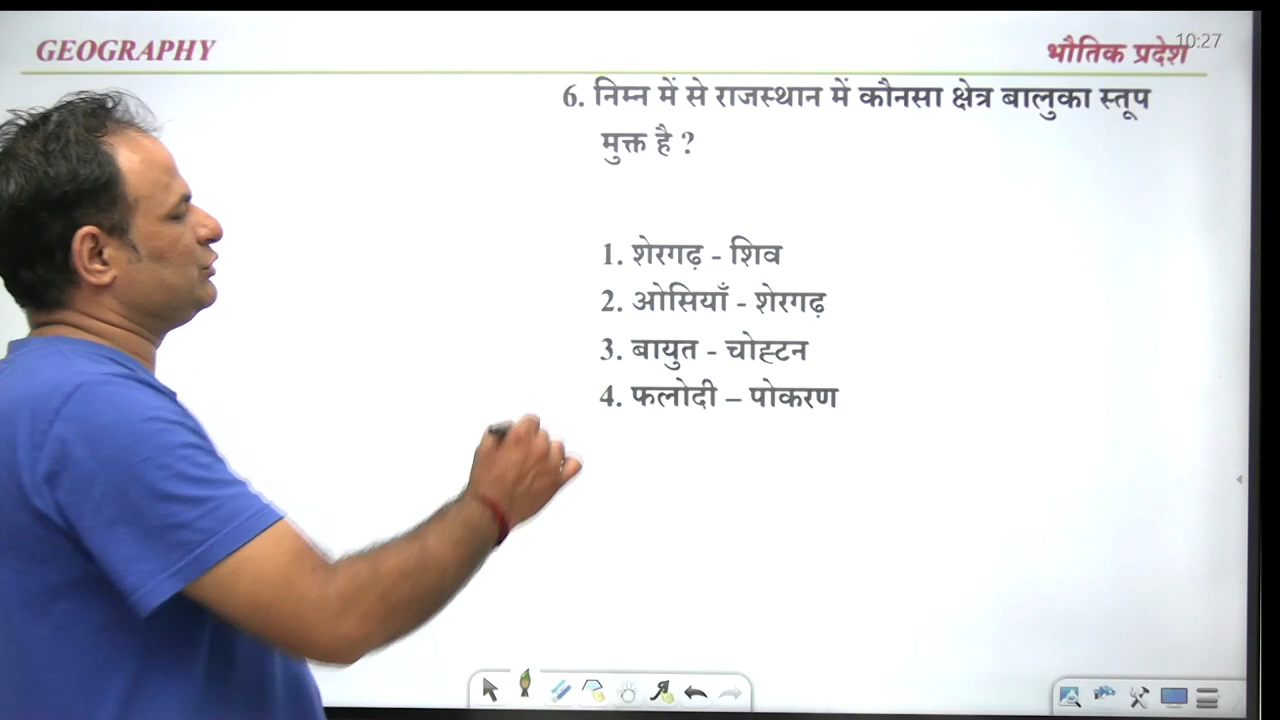 GEOGRAPHY
भौतिक प्रदेश
10:27
6. निम्न में से राजस्थान में कौनसा क्षेत्र बालुका स्तूप
मुक्त है ?
1. शेरगढ़ - शिव
2. ओसियाँ - शेरगढ़
3. बायुत - चोह्टन
4. फलोदी – पोकरण